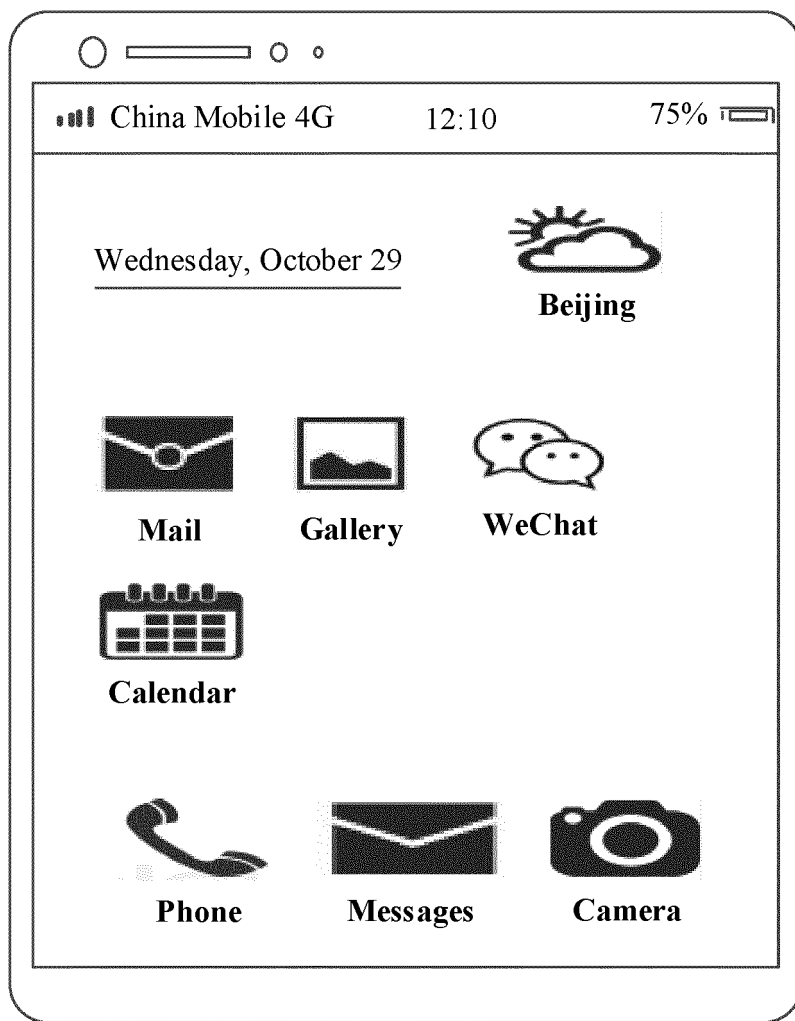 China Mobile 4G 12:10 75%
Wednesday, October 29
Beijing
Mail Gallery WeChat
Calendar
Phone Messages Camera